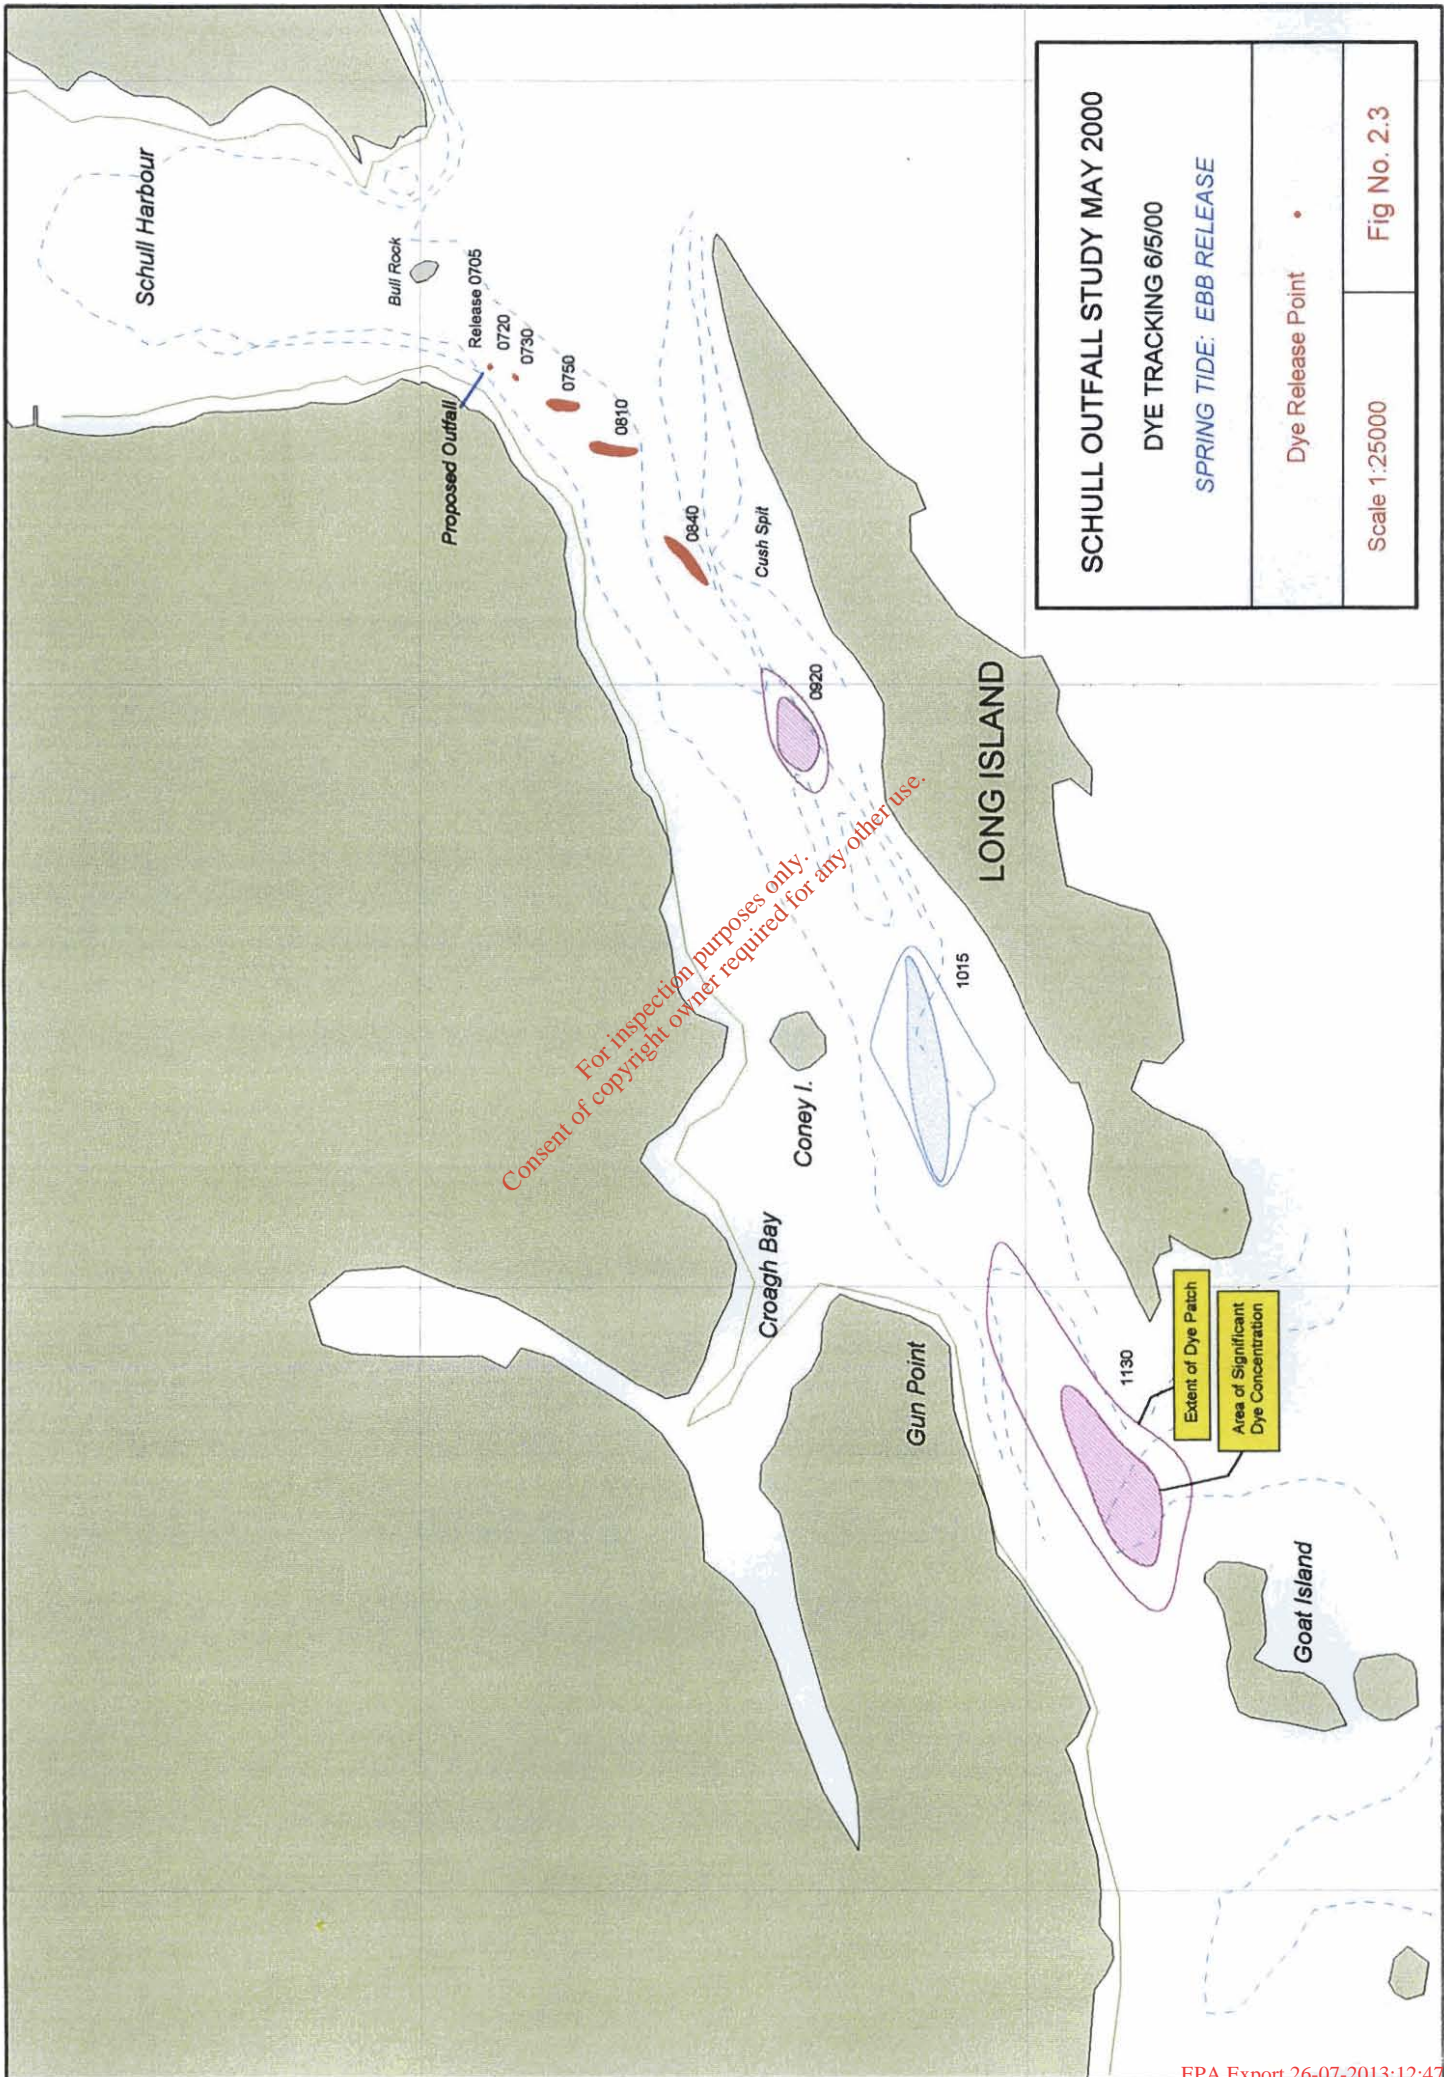 Schull Harbour
Bull Rock
Release 0705
0720
0730
0750
0810
0840
0920
1015
1130
Proposed Outfall
Cush Spit
LONG ISLAND
Coney I.
Croagh Bay
Gun Point
Goat Island
Extent of Dye Patch
Area of Significant
Dye Concentration
SCHULL OUTFALL STUDY MAY 2000
DYE TRACKING 6/5/00
SPRING TIDE: EBB RELEASE
Dye Release Point
Scale 1:25000
Fig No. 2.3
For inspection purposes only.
Consent of copyright owner required for any other use.
EPA Export 26-07-2013:12:47